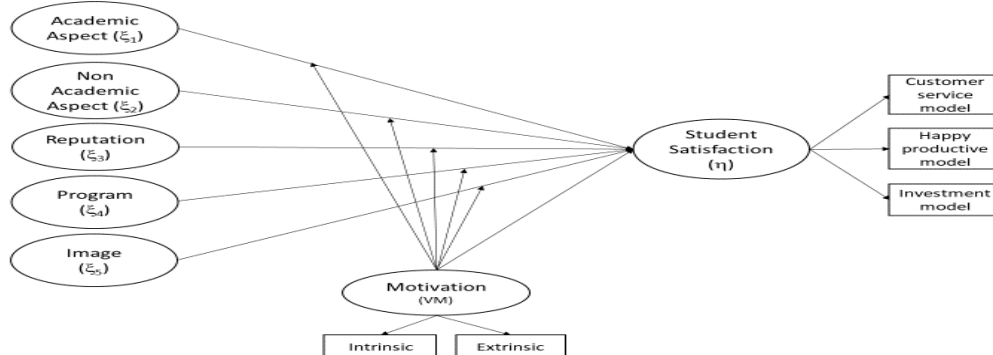 Academic
Aspect (ξ1)
Non
Academic
Aspect (ξ2)
Reputation
(ξ3)
Program
(ξ4)
Image
(ξ5)
Student
Satisfaction
(η)
Customer
service
model
Happy
productive
model
Investment
model
Motivation
(VM)
Intrinsic
Extrinsic